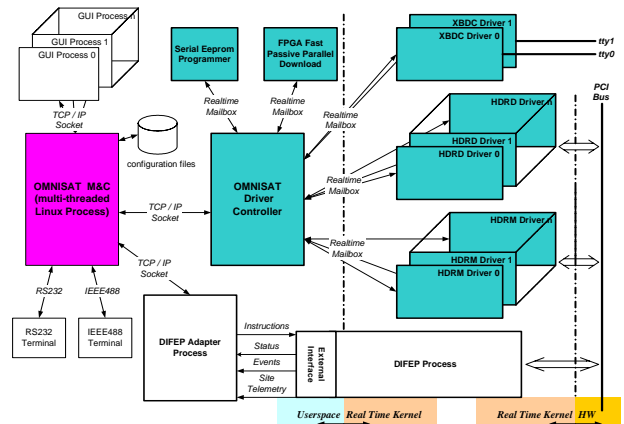 GUI Process n
GUI Process 1
GUI Process 0
Serial Eeprom
Programmer
FPGA Fast
Passive Parallel
Download
XBDC Driver 1
XBDC Driver 0
tty1
tty0
PCI
Bus
TCP / IP
Socket
Realtime
Mailbox
Realtime
Mailbox
Realtime
Mailbox
HDRD Driver n
HDRD Driver 1
HDRD Driver 0
configuration files
OMNISAT M&C
(multi-threaded
Linux Process)
TCP / IP
Socket
OMNISAT
Driver
Controller
Realtime
Mailbox
HDRM Driver n
HDRM Driver 1
HDRM Driver 0
Realtime
Mailbox
TCP / IP
Socket
RS232
IEEE488
RS232
Terminal
IEEE488
Terminal
DIFEP Adapter
Process
Instructions
Status
Events
Site
Telemetry
External
Interface
DIFEP Process
Userspace
Real Time Kernel
Real Time Kernel
HW